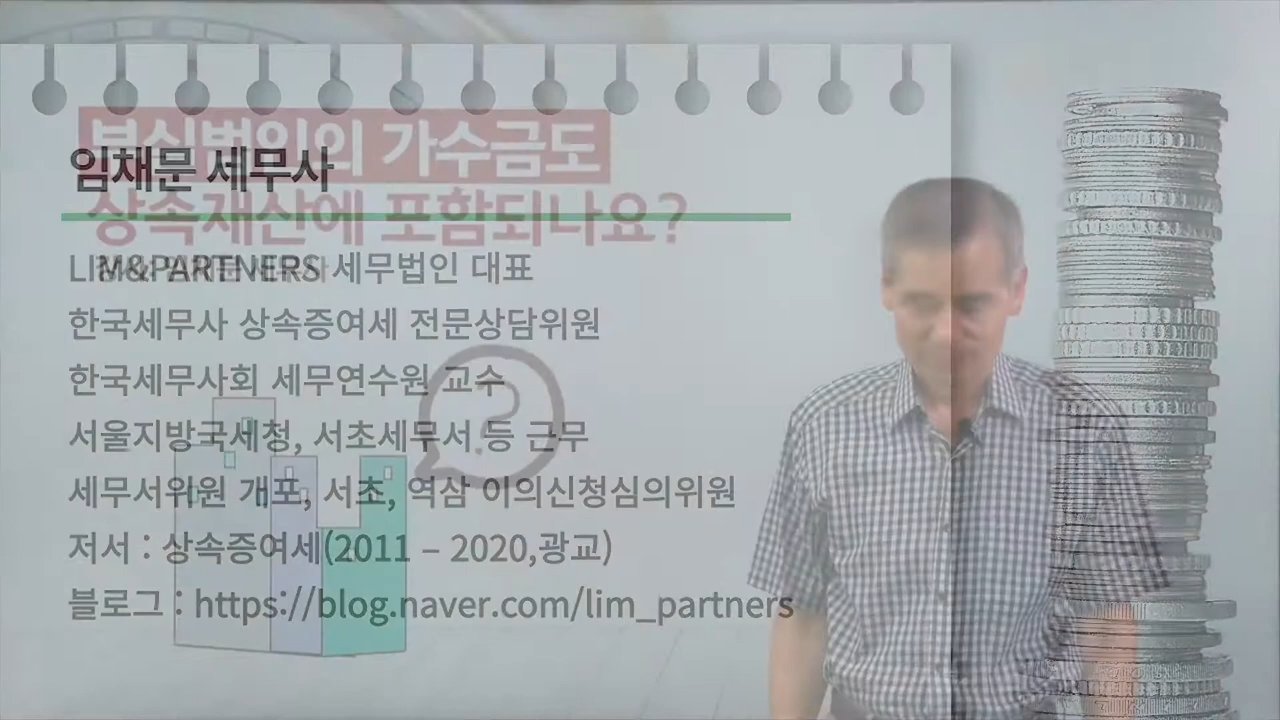 부실법인의 가수금도
상속재산에 포함되나요?
임채문 세무사
LIM&PARTNERS 세무법인 대표
한국세무사 상속증여세 전문상담위원
한국세무사회 세무연수원 교수
서울지방국세청, 서초세무서 등 근무
세무서위원 개포, 서초, 역삼 이의신청심의위원
저서 : 상속증여세(2011 – 2020,광교)
블로그 : https://blog.naver.com/lim_partners